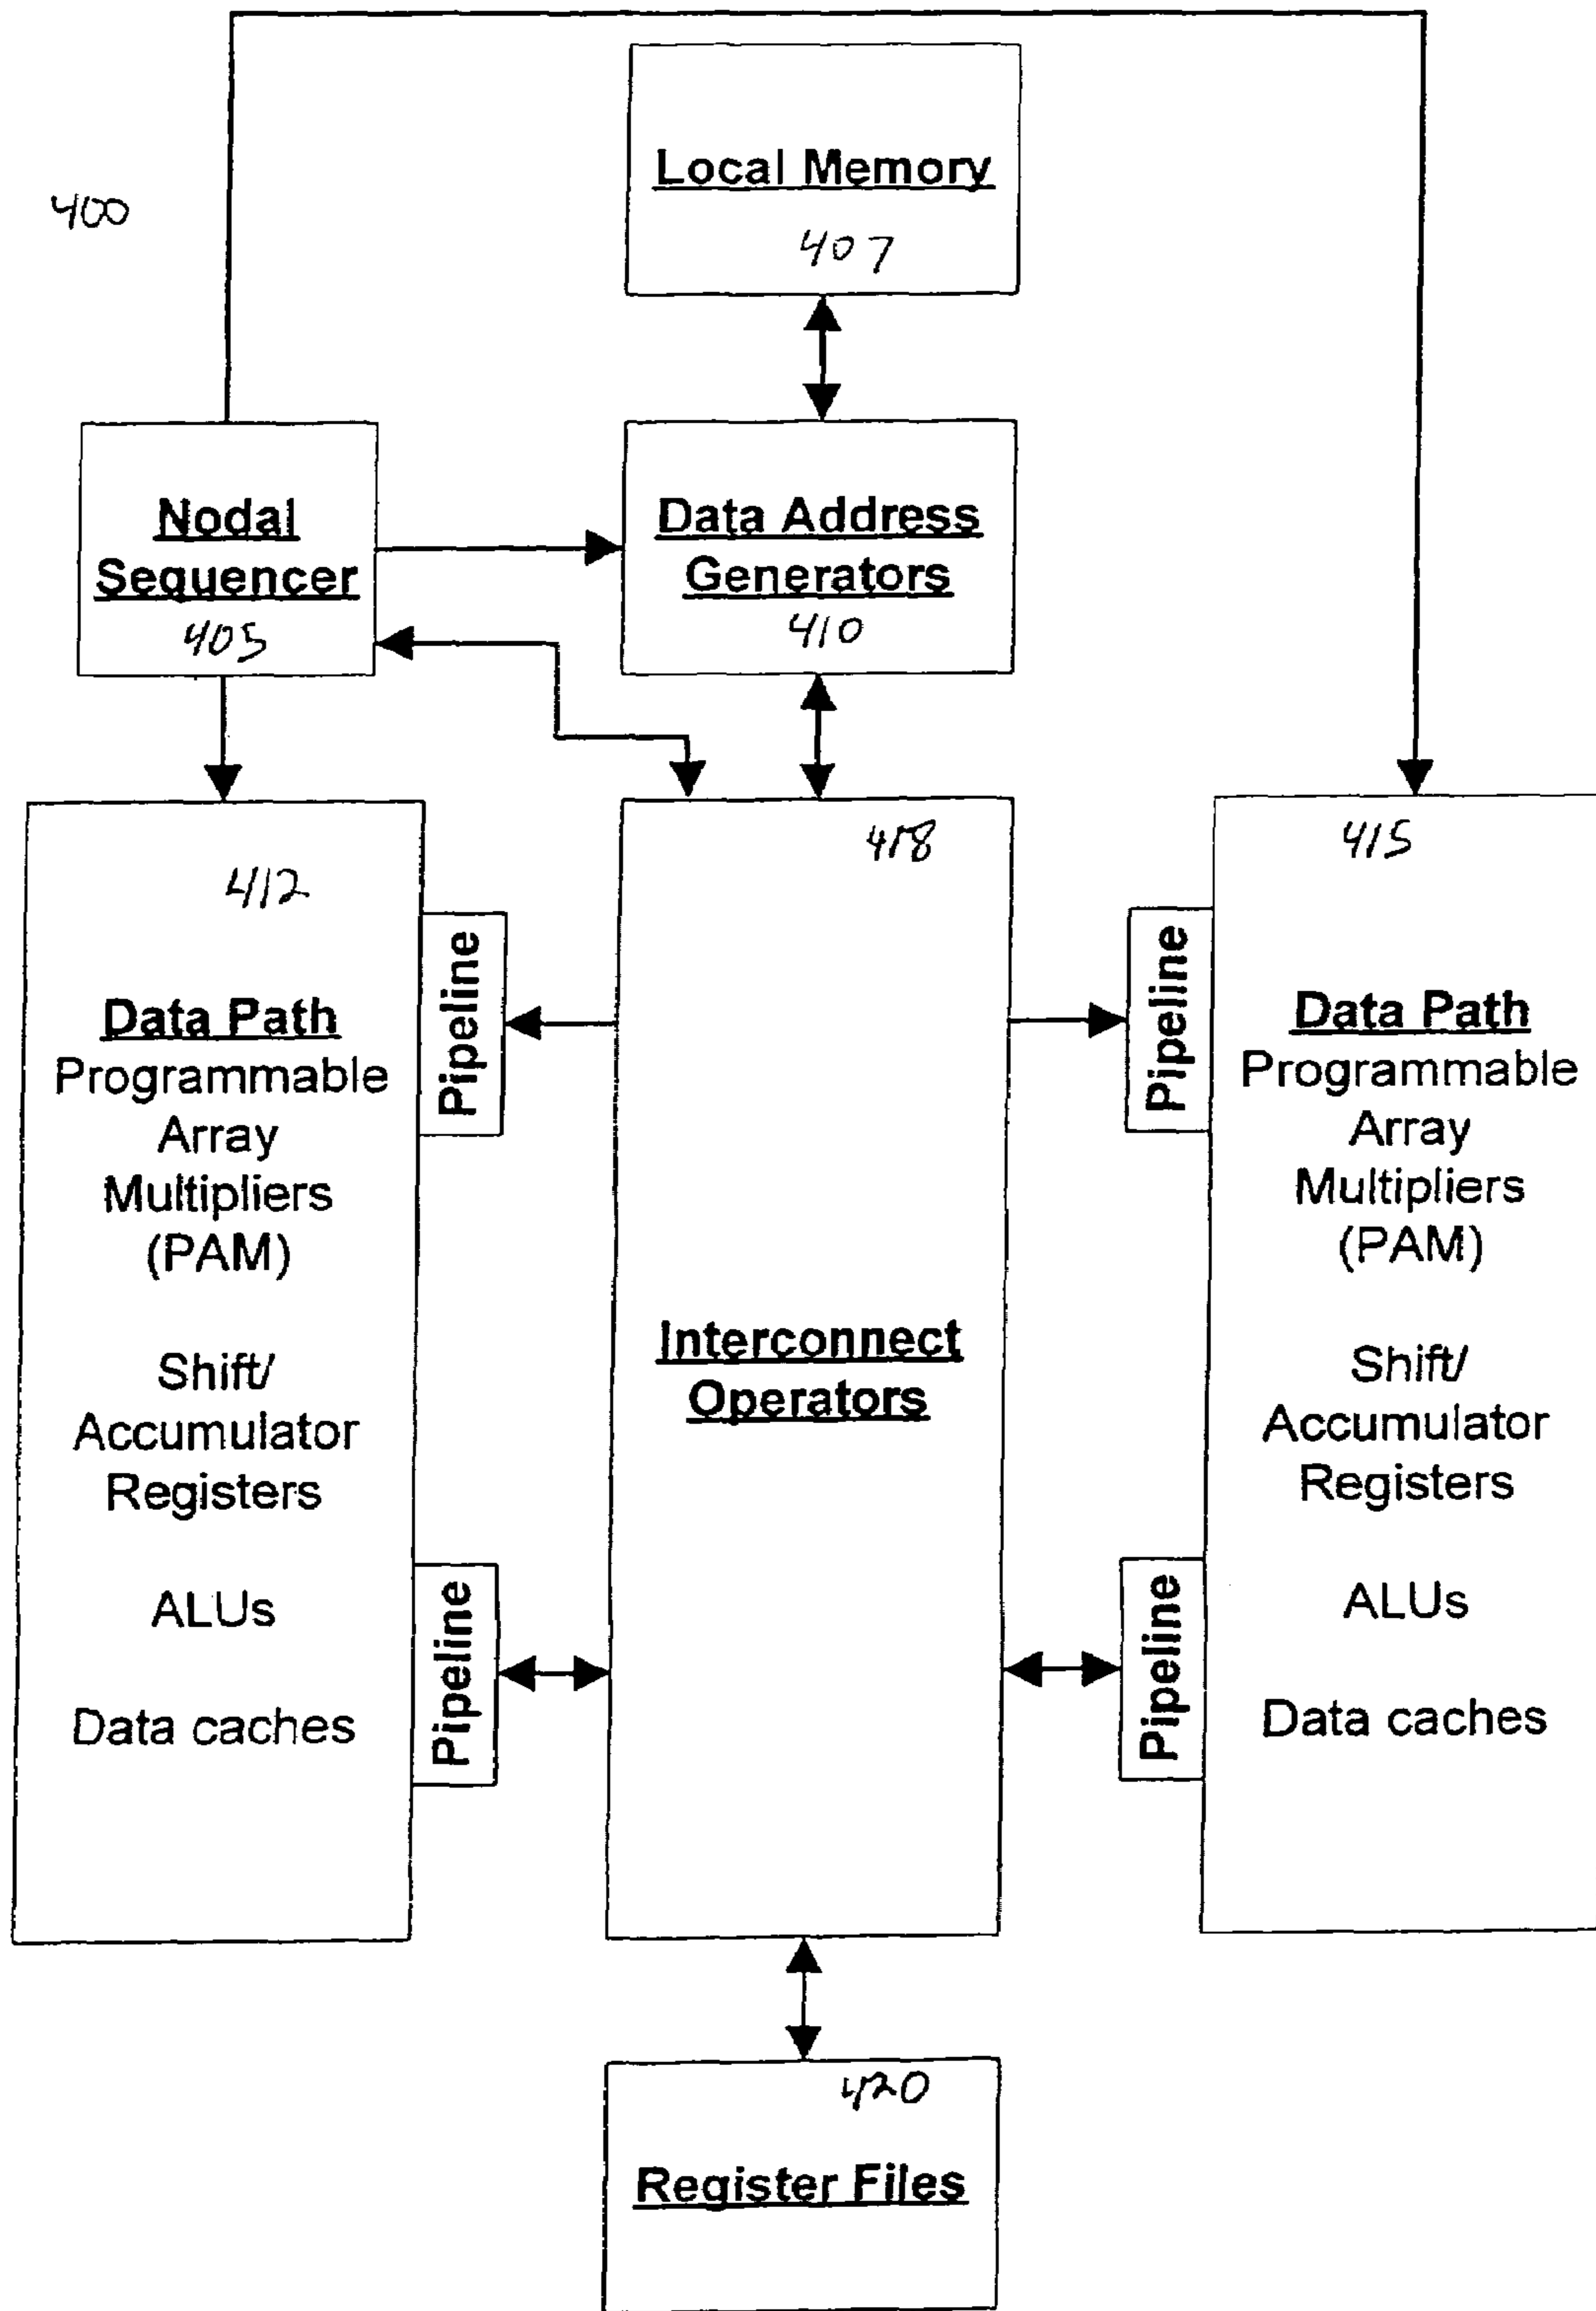 400
Local Memory
407
Nodal
Sequencer
405
Data Address
Generators
410
412
Data Path
Programmable
Array
Multipliers
(PAM)
Shift/
Accumulator
Registers
ALUs
Data caches
Pipeline
Pipeline
418
Interconnect
Operators
Pipeline
Pipeline
415
Data Path
Programmable
Array
Multipliers
(PAM)
Shift/
Accumulator
Registers
ALUs
Data caches
420
Register Files